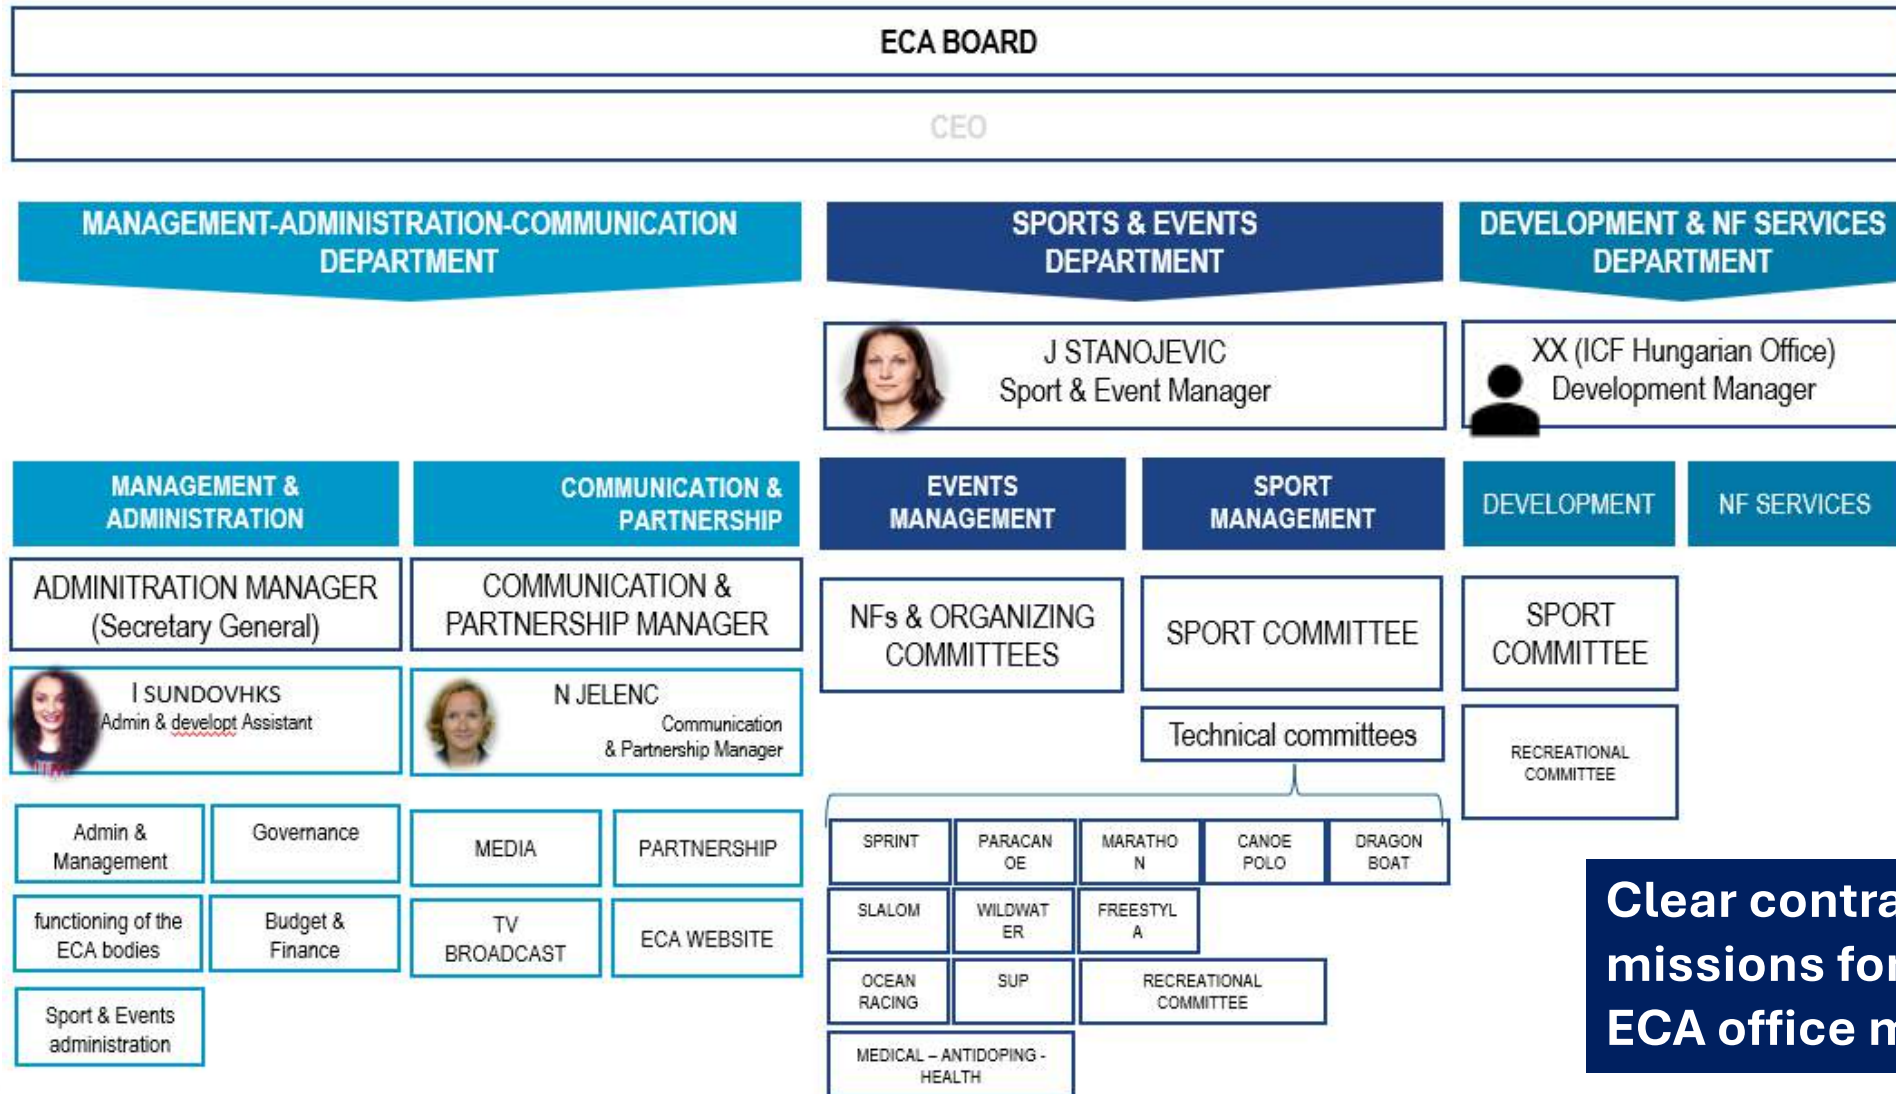 ECA BOARD
CEO
MANAGEMENT-ADMINISTRATION-COMMUNICATION
DEPARTMENT
SPORTS & EVENTS
DEPARTMENT
DEVELOPMENT & NF SERVICES
DEPARTMENT
J STANOJEVIC
Sport & Event Manager
XX (ICF Hungarian Office)
Development Manager
MANAGEMENT &
ADMINISTRATION
COMMUNICATION &
PARTNERSHIP
EVENTS
MANAGEMENT
SPORT
MANAGEMENT
DEVELOPMENT
NF SERVICES
ADMINITRATION MANAGER
(Secretary General)
COMMUNICATION &
PARTNERSHIP MANAGER
NFs & ORGANIZING
COMMITTEES
SPORT COMMITTEE
SPORT
COMMITTEE
I SUNDOVHKS
Admin & developt Assistant
N JELENC
Communication
& Partnership Manager
Technical committees
RECREATIONAL
COMMITTEE
Admin &
Management
Governance
MEDIA
PARTNERSHIP
SPRINT
PARACAN
OE
MARATHO
N
CANOE
POLO
DRAGON
BOAT
functioning of the
ECA bodies
Budget &
Finance
TV
BROADCAST
ECA WEBSITE
SLALOM
WILDWAT
ER
FREESTYL
A
OCEAN
RACING
SUP
RECREATIONAL
COMMITTEE
Sport & Events
administration
MEDICAL – ANTIDOPING -
HEALTH
Clear contra
missions for
ECA office m